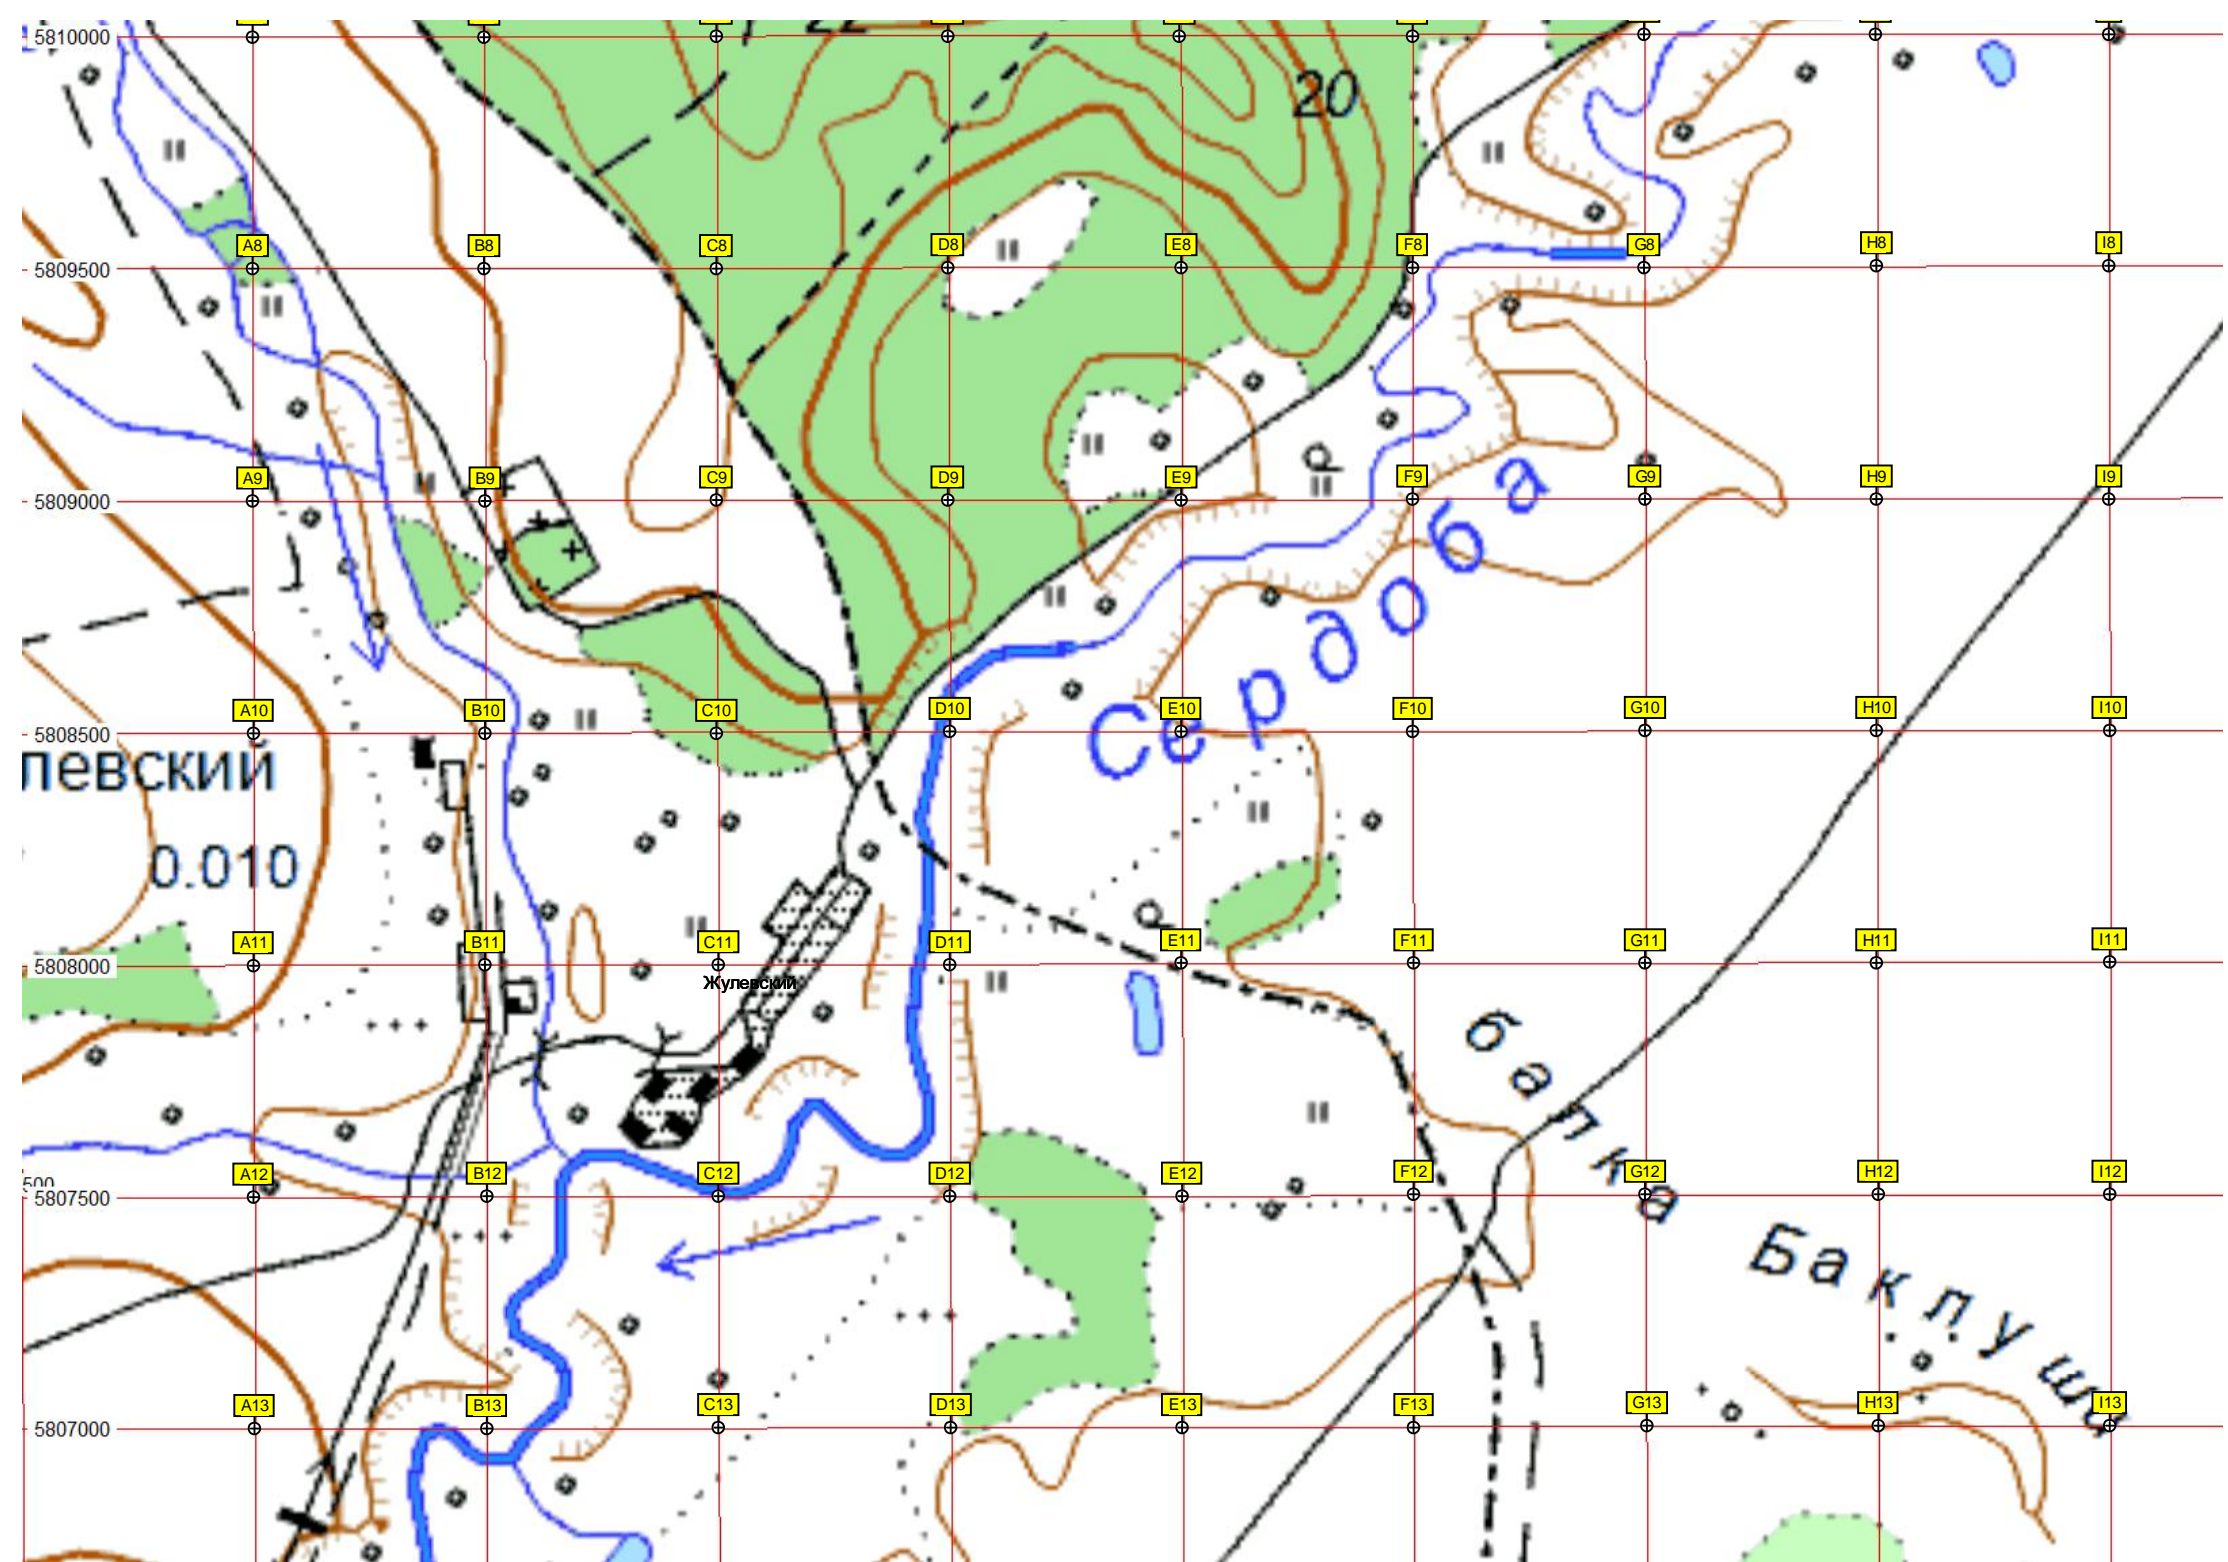 5810000
20
A8 B8 C8 D8 E8 F8 G8 H8 I8
5809500
A9 B9 C9 D9 E9 F9 G9 H9 I9
5809000
Сердоба
A10 B10 C10 D10 E10 F10 G10 H10 I10
5808500
левский
0.010
A11 B11 C11 D11 E11 F11 G11 H11 I11
5808000
Жулевский
балка Баклуши
A12 B12 C12 D12 E12 F12 G12 H12 I12
500
5807500
A13 B13 C13 D13 E13 F13 G13 H13 I13
5807000